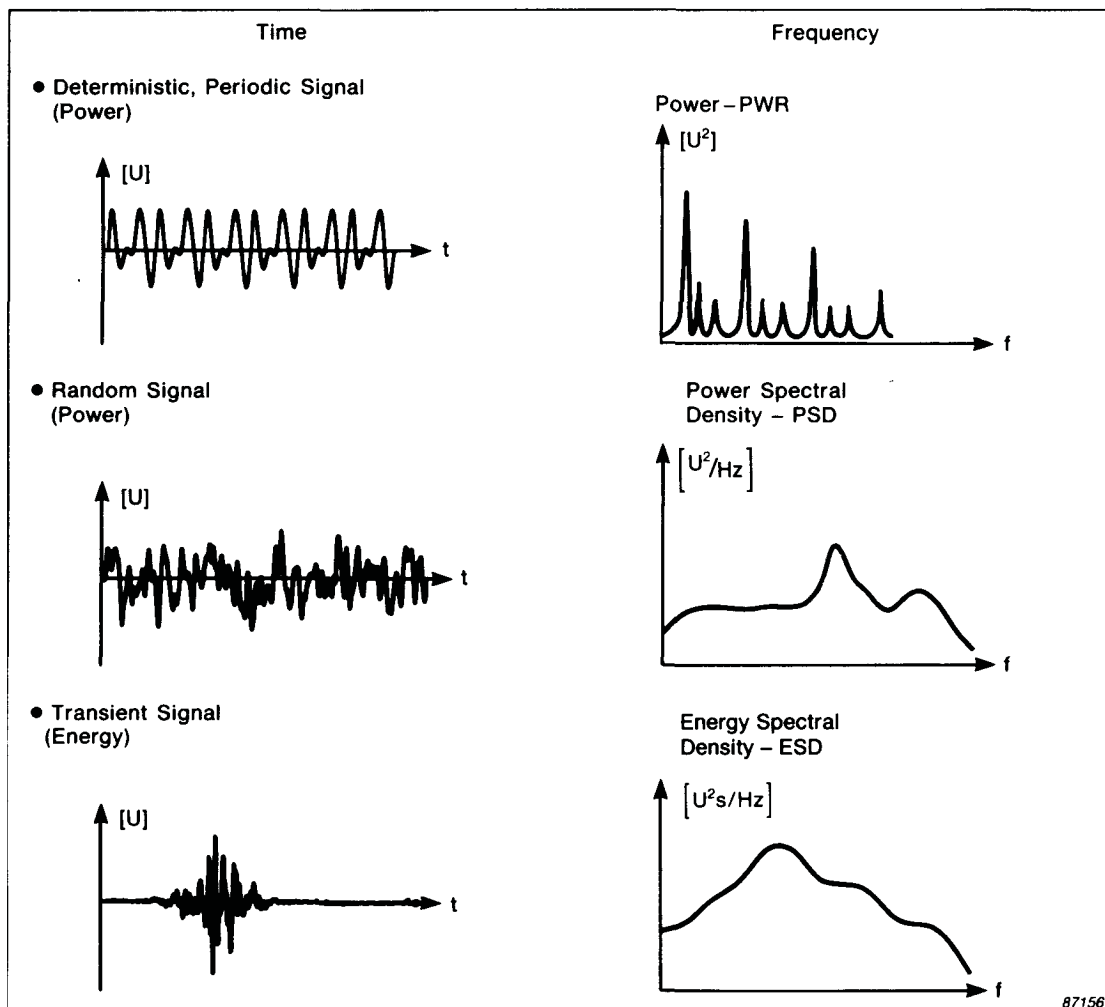 Time
Frequency
● Deterministic, Periodic Signal
(Power)
Power – PWR
[U]
[U²]
t
f
● Random Signal
(Power)
Power Spectral
Density – PSD
[U]
[U²/Hz]
t
f
● Transient Signal
(Energy)
Energy Spectral
Density – ESD
[U]
[U²s/Hz]
t
f
87156